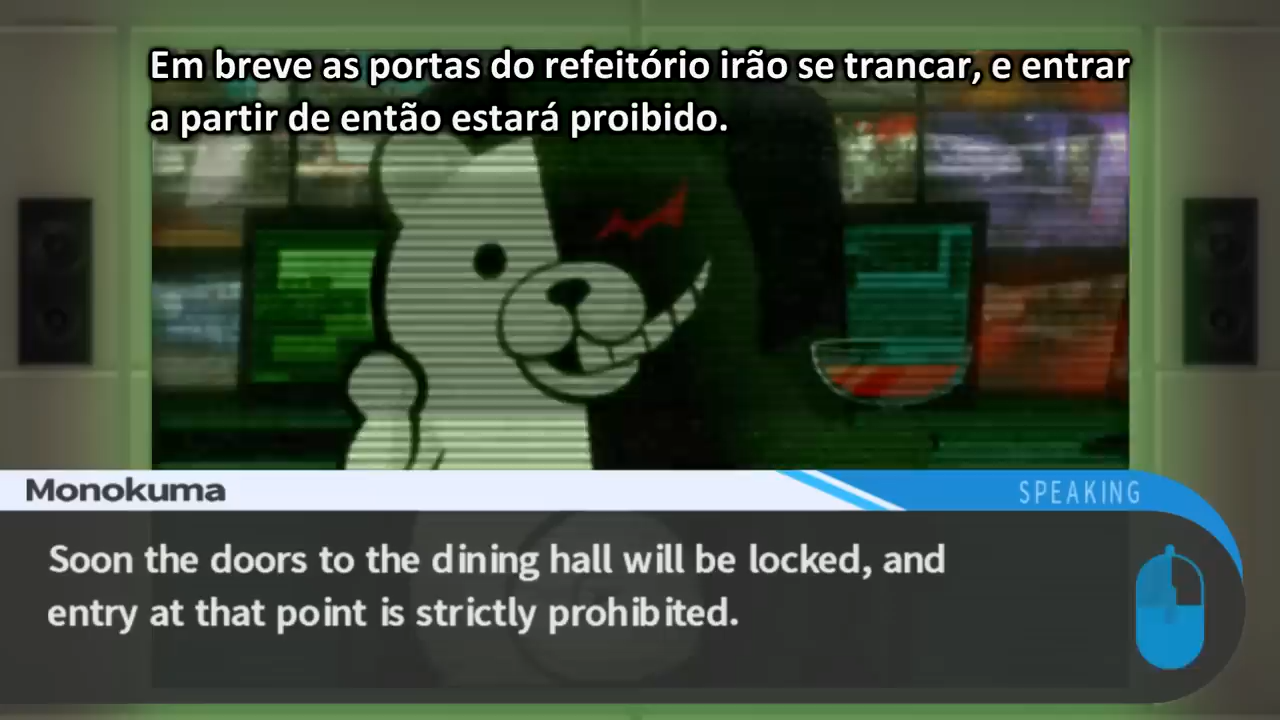 Em breve as portas do refeitório irão se trancar, e entrar
a partir de então estará proibido.
Monokuma
SPEAKING
Soon the doors to the dining hall will be locked, and
entry at that point is strictly prohibited.